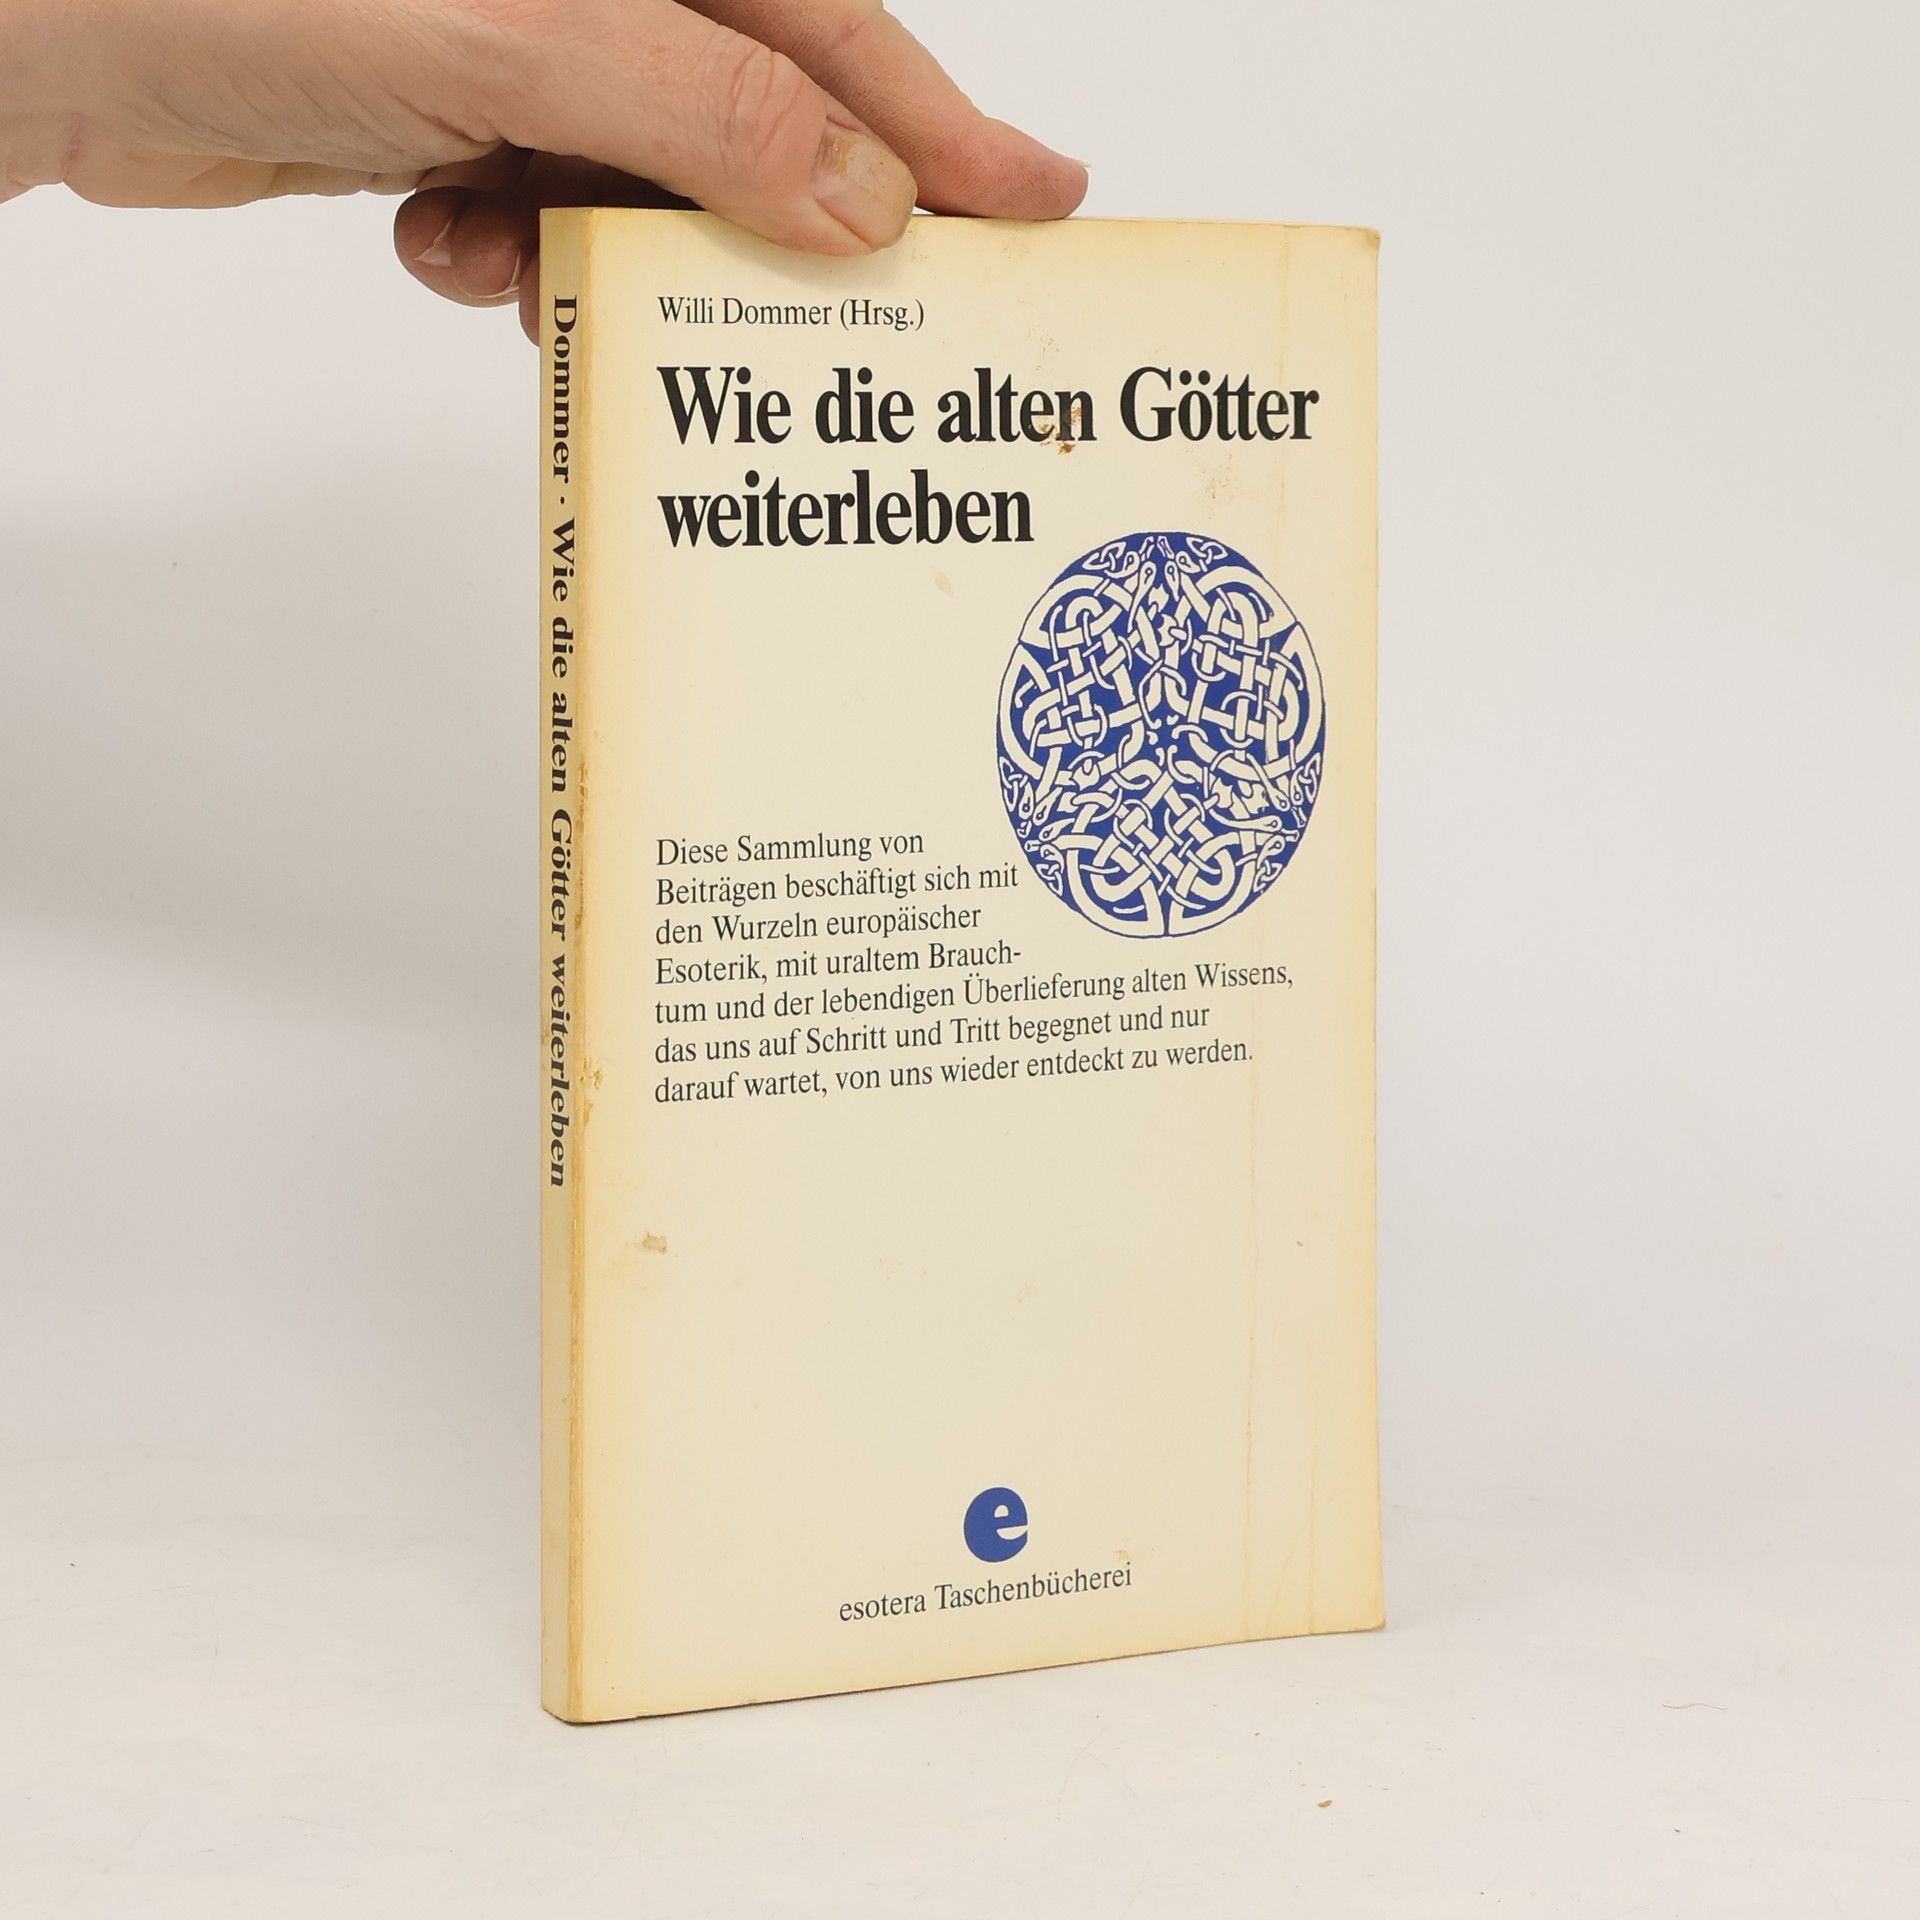 Dommer · Wie die alten Götter weiterleben
Willi Dommer (Hrsg.)
Wie die alten Götter
weiterleben
Diese Sammlung von
Beiträgen beschäftigt sich mit
den Wurzeln europäischer
Esoterik, mit uraltem Brauch-
tum und der lebendigen Überlieferung alten Wissens,
das uns auf Schritt und Tritt begegnet und nur
darauf wartet, von uns wieder entdeckt zu werden.
e
esotera Taschenbücherei